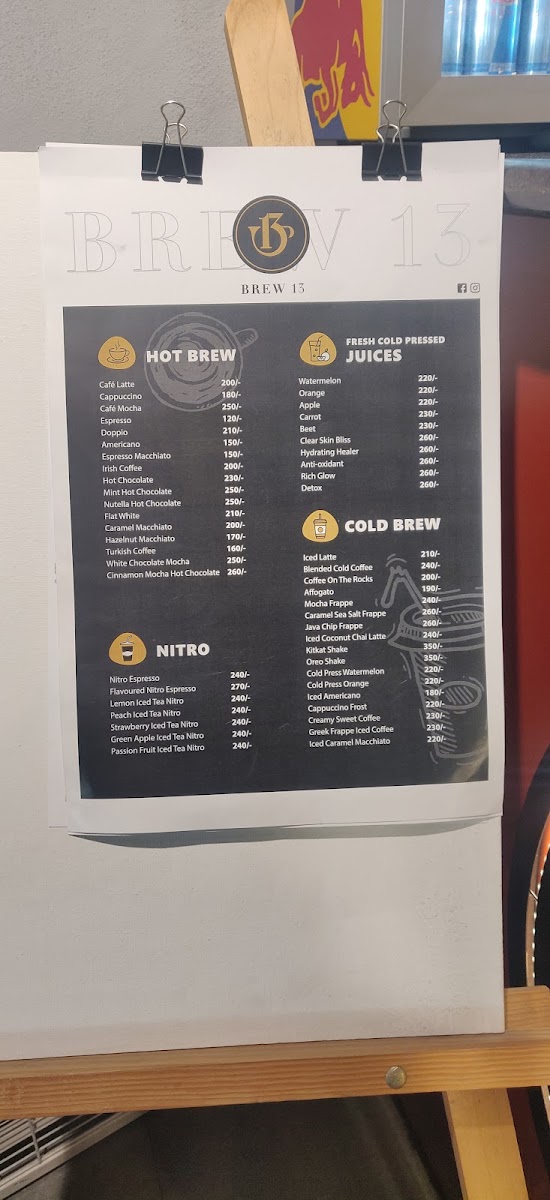 BREW 13
13
BREW 13
HOT BREW
Café Latte 200/-
Cappuccino 180/-
Café Mocha 250/-
Espresso 120/-
Doppio 210/-
Americano 150/-
Espresso Macchiato 150/-
Irish Coffee 200/-
Hot Chocolate 230/-
Mint Hot Chocolate 250/-
Nutella Hot Chocolate 250/-
Flat White 210/-
Caramel Macchiato 200/-
Hazelnut Macchiato 170/-
Turkish Coffee 160/-
White Chocolate Mocha 250/-
Cinnamon Mocha Hot Chocolate 260/-
NITRO
Nitro Espresso 240/-
Flavoured Nitro Espresso 270/-
Lemon Iced Tea Nitro 240/-
Peach Iced Tea Nitro 240/-
Strawberry Iced Tea Nitro 240/-
Green Apple Iced Tea Nitro 240/-
Passion Fruit Iced Tea Nitro 240/-
FRESH COLD PRESSED
JUICES
Watermelon 220/-
Orange 220/-
Apple 220/-
Carrot 230/-
Beet 230/-
Clear Skin Bliss 260/-
Hydrating Healer 260/-
Anti-oxidant 260/-
Rich Glow 260/-
Detox 260/-
COLD BREW
Iced Latte 210/-
Blended Cold Coffee 240/-
Coffee On The Rocks 200/-
Affogato 190/-
Mocha Frappe 240/-
Caramel Sea Salt Frappe 260/-
Java Chip Frappe 260/-
Iced Coconut Chai Latte 240/-
Kitkat Shake 350/-
Oreo Shake 350/-
Cold Press Watermelon 220/-
Cold Press Orange 220/-
Iced Americano 180/-
Cappuccino Frost 220/-
Creamy Sweet Coffee 230/-
Greek Frappe Iced Coffee 230/-
Iced Caramel Macchiato 220/-